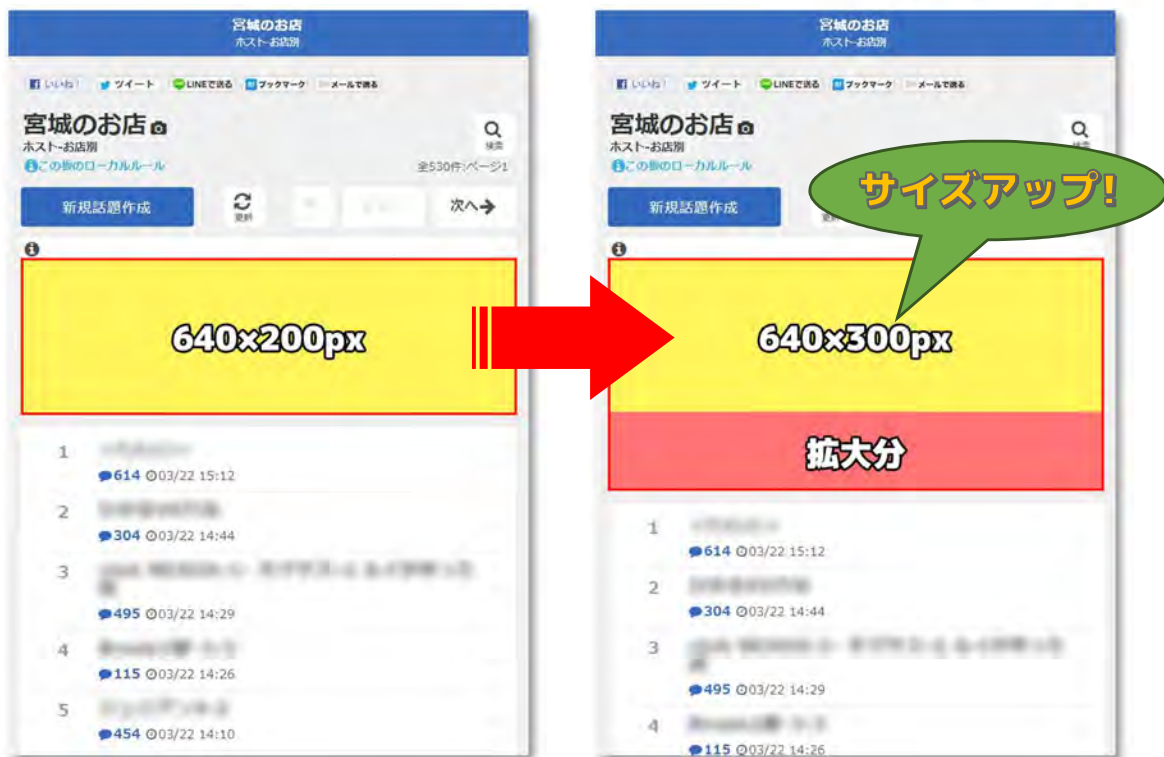 宮城のお店
ホスト-お店別
いいね!
ツイート
LINEで送る
ブックマーク
メールで送る
宮城のお店
検索
ホスト-お店別
この板のローカルルール
全530件:ページ1
新規話題作成
更新
次へ
640×200px
1
614 03/22 15:12
2
304 03/22 14:44
3
495 03/22 14:29
4
115 03/22 14:26
5
454 03/22 14:10
宮城のお店
ホスト-お店別
いいね!
ツイート
LINEで送る
ブックマーク
メールで送る
宮城のお店
検索
ホスト-お店別
この板のローカルルール
サイズアップ!
新規話題作成
640×300px
拡大分
1
614 03/22 15:12
2
304 03/22 14:44
3
495 03/22 14:29
4
115 03/22 14:26